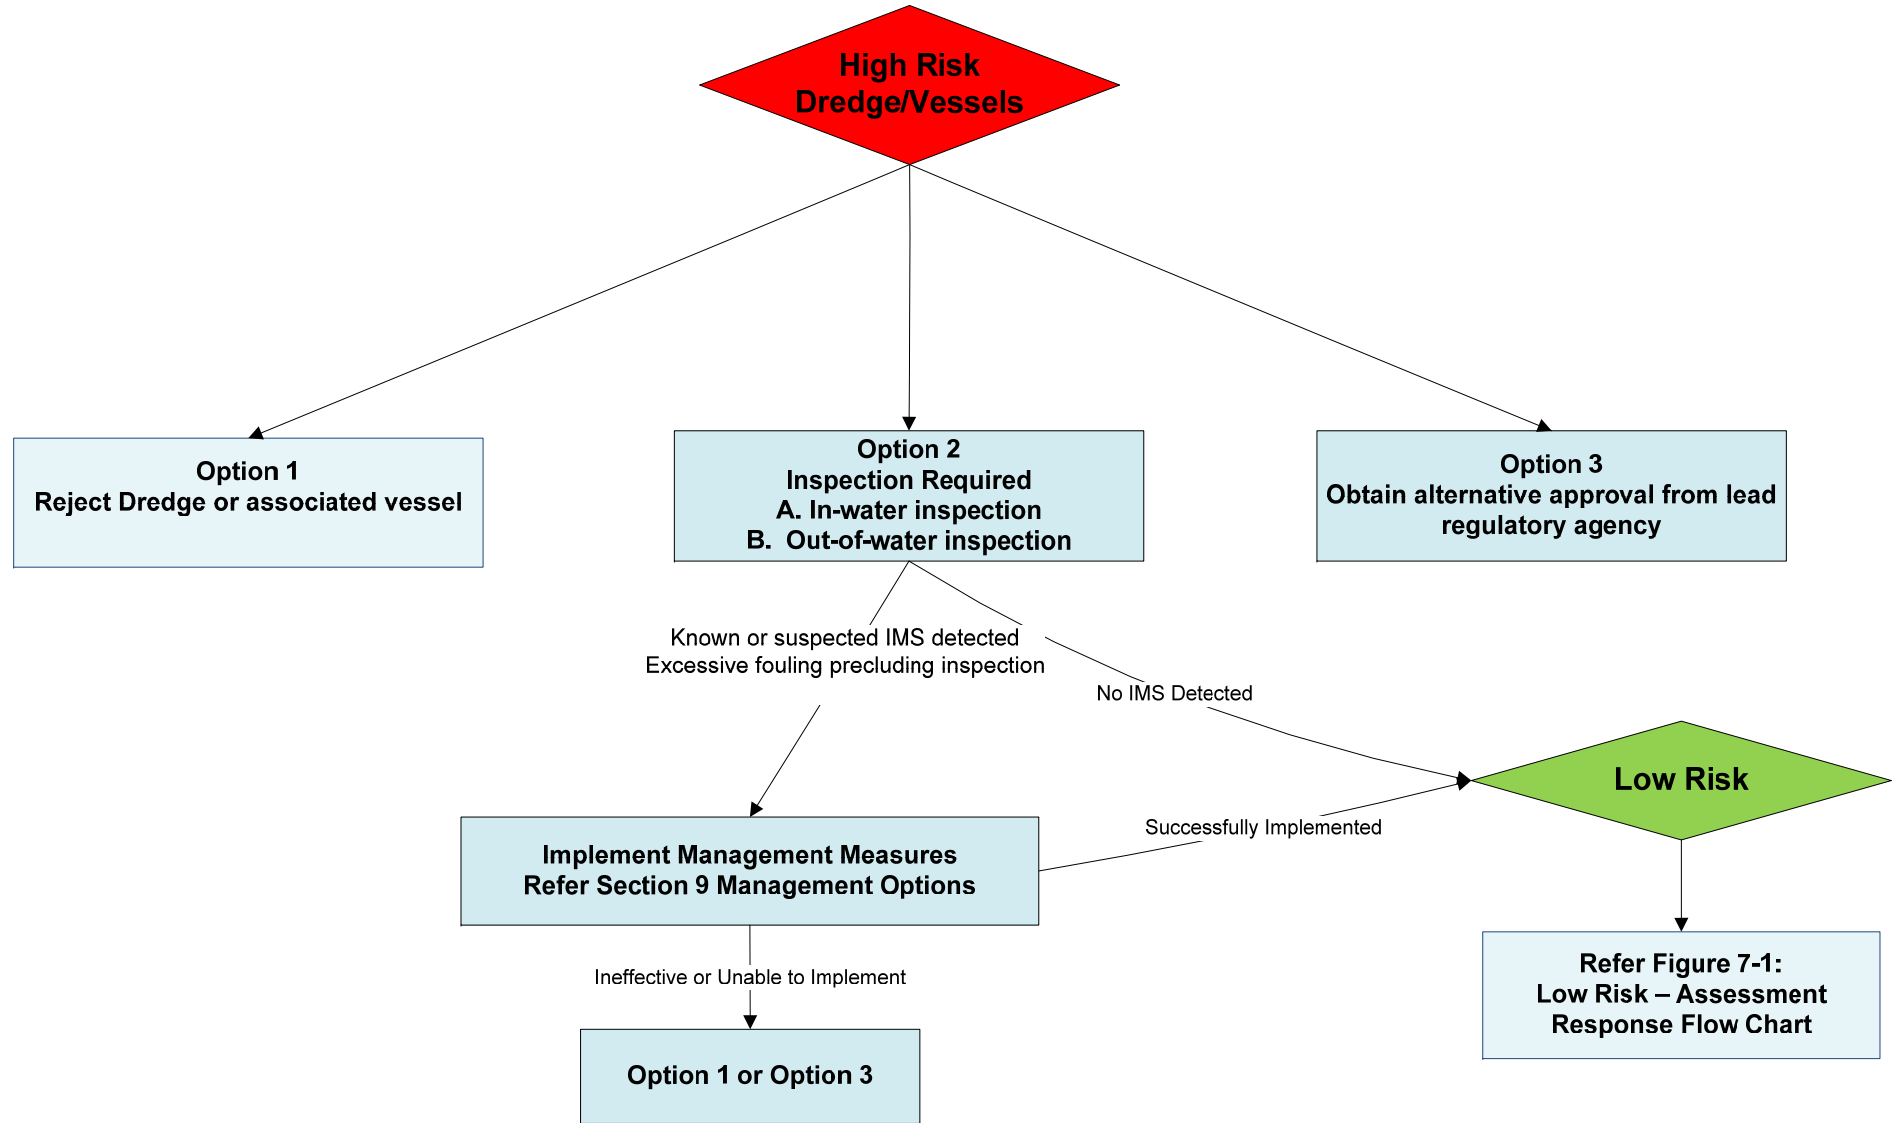 High Risk
Dredge/Vessels
Option 1
Reject Dredge or associated vessel
Option 2
Inspection Required
A. In-water inspection
B. Out-of-water inspection
Option 3
Obtain alternative approval from lead
regulatory agency
Known or suspected IMS detected
Excessive fouling precluding inspection
No IMS Detected
Low Risk
Successfully Implemented
Implement Management Measures
Refer Section 9 Management Options
Ineffective or Unable to Implement
Refer Figure 7-1:
Low Risk – Assessment
Response Flow Chart
Option 1 or Option 3